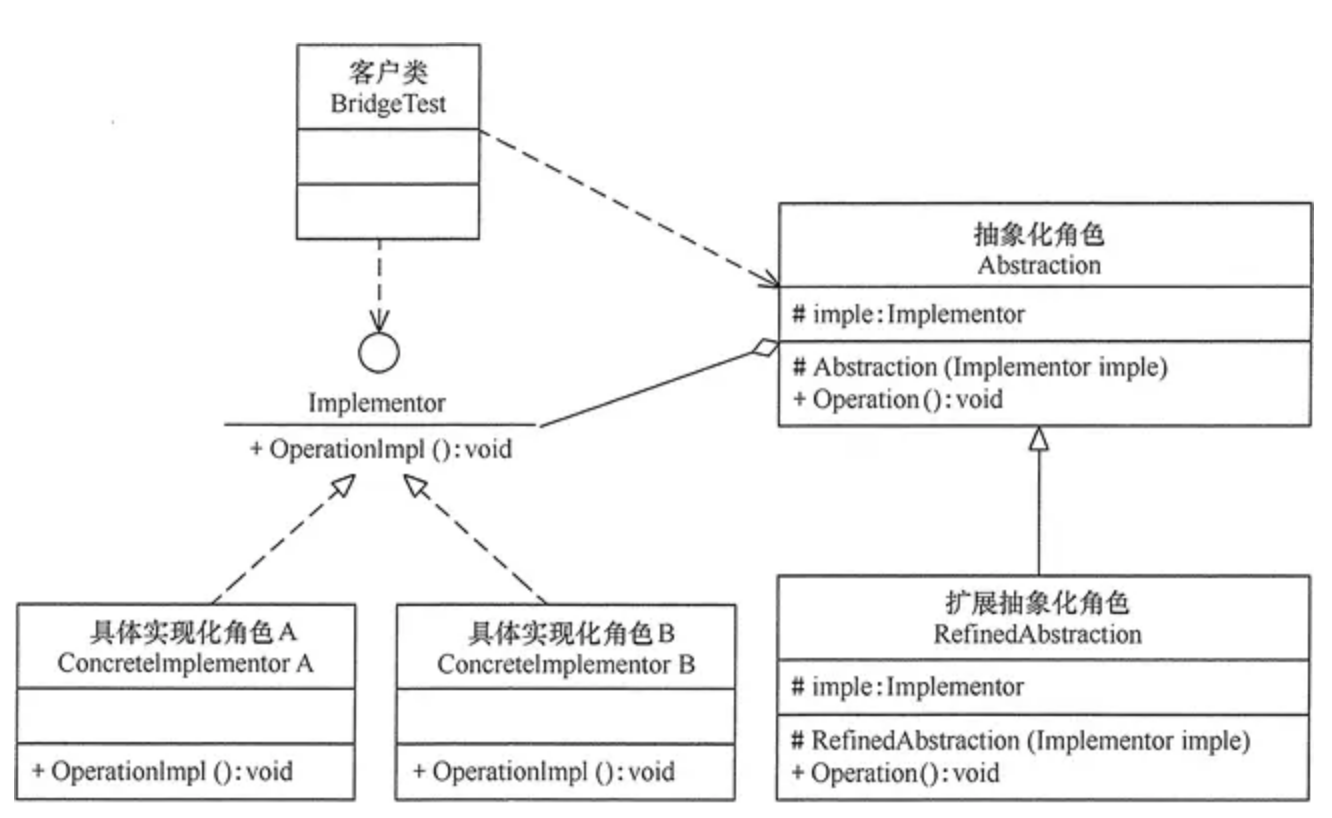 客户类
BridgeTest
抽象化角色
Abstraction
# imple:Implementor
# Abstraction (Implementor imple)
+ Operation():void
Implementor
+ OperationImpl ():void
具体实现化角色A
ConcreteImplementor A
+ OperationImpl ():void
具体实现化角色B
ConcreteImplementor B
+ OperationImpl ():void
扩展抽象化角色
RefinedAbstraction
# imple:Implementor
# RefinedAbstraction (Implementor imple)
+ Operation():void